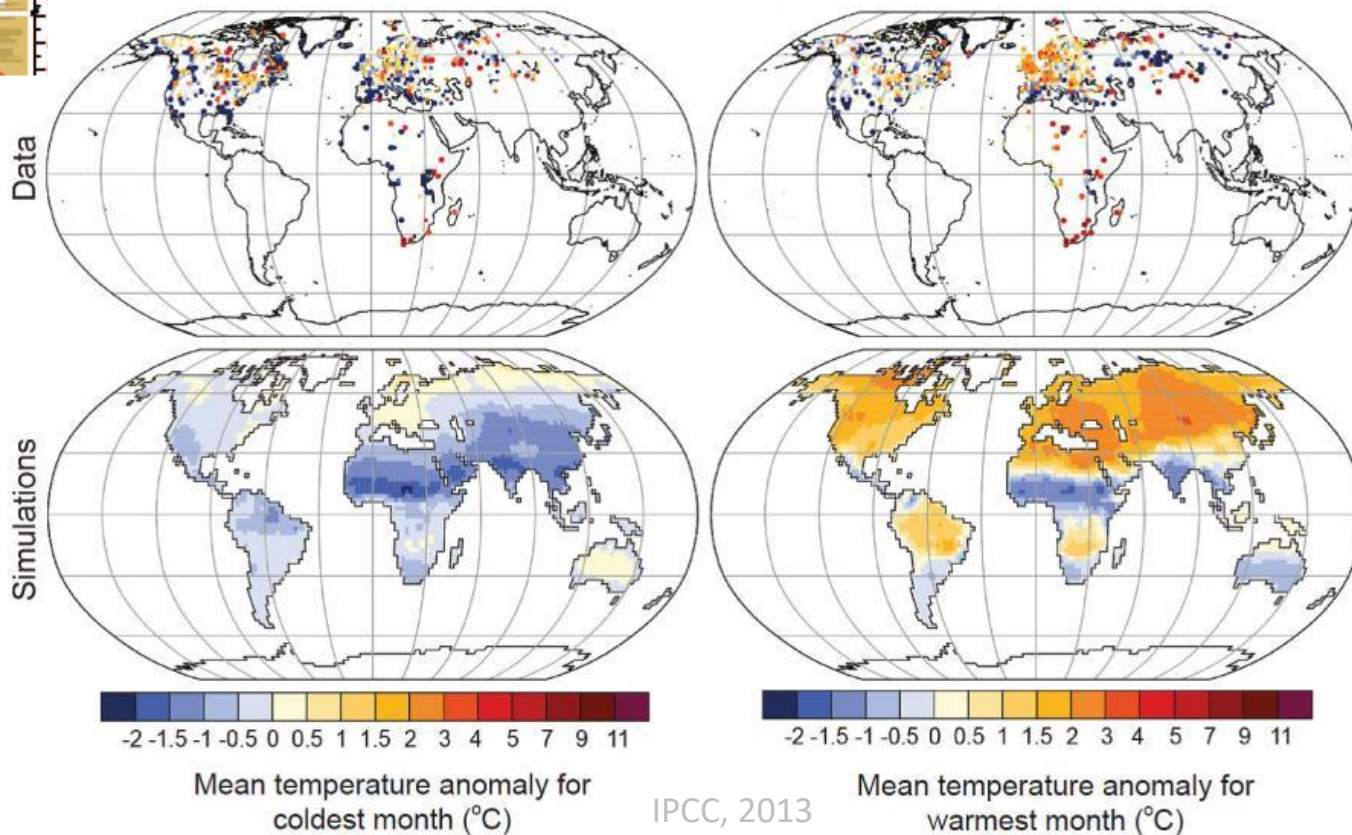 Data
Simulations
-2 -1.5 -1 -0.5 0 0.5 1 1.5 2 3 4 5 7 9 11
-2 -1.5 -1 -0.5 0 0.5 1 1.5 2 3 4 5 7 9 11
Mean temperature anomaly for
coldest month (°C)
IPCC, 2013
Mean temperature anomaly for
warmest month (°C)